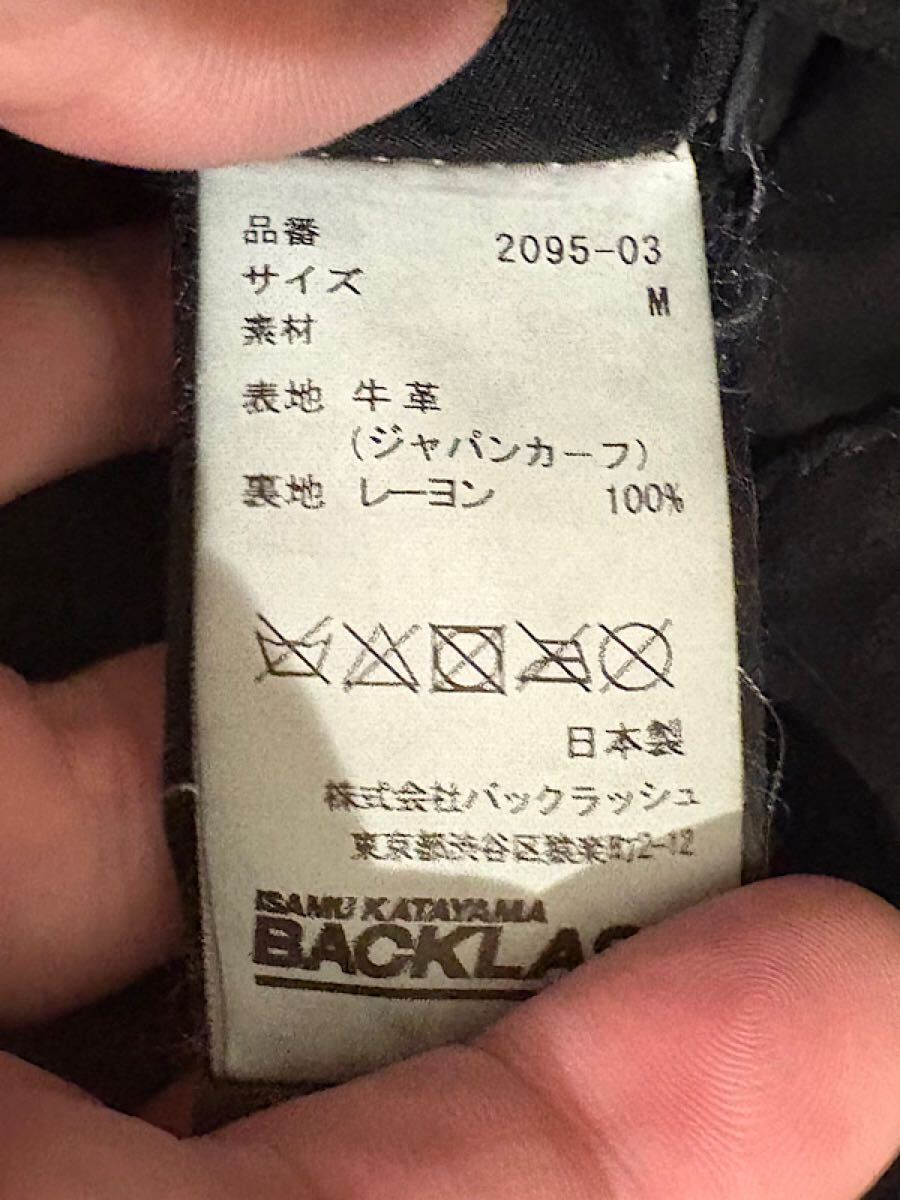 品番 2095-03
サイズ M
素材
表地 牛革
(ジャパンカーフ)
裏地 レーヨン 100%
日本製
株式会社バックラッシュ
東京都渋谷区猿楽町2-12
ISAMU KATAYAMA
BACKLAS